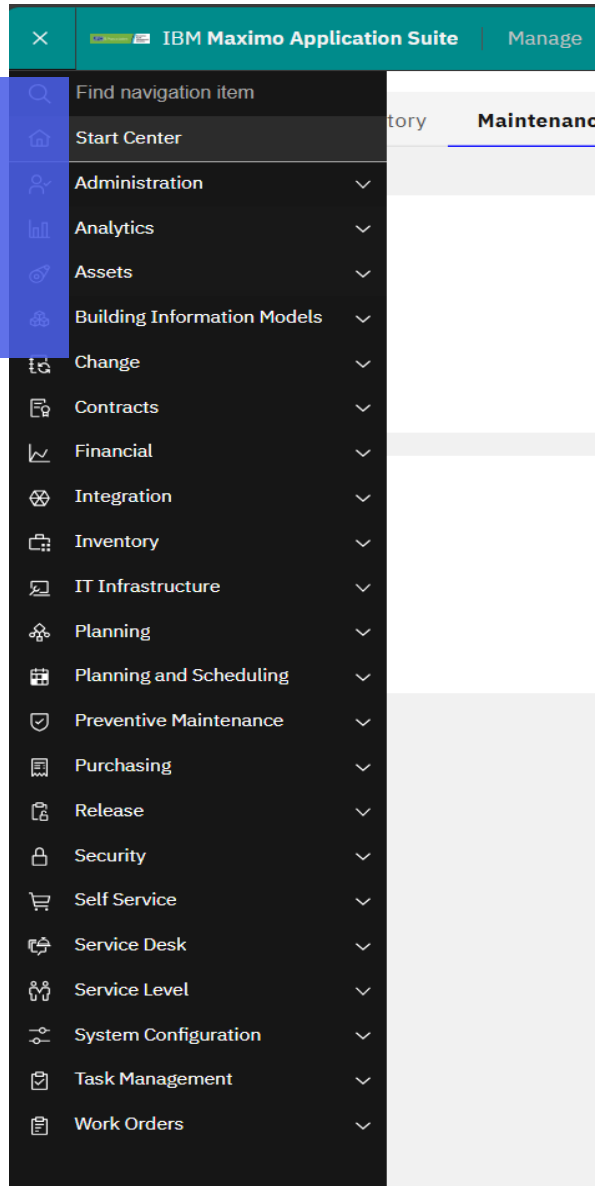 IBM Maximo Application Suite | Manage
Find navigation item
tory Maintenanc
Start Center
Administration
Analytics
Assets
Building Information Models
Change
Contracts
Financial
Integration
Inventory
IT Infrastructure
Planning
Planning and Scheduling
Preventive Maintenance
Purchasing
Release
Security
Self Service
Service Desk
Service Level
System Configuration
Task Management
Work Orders